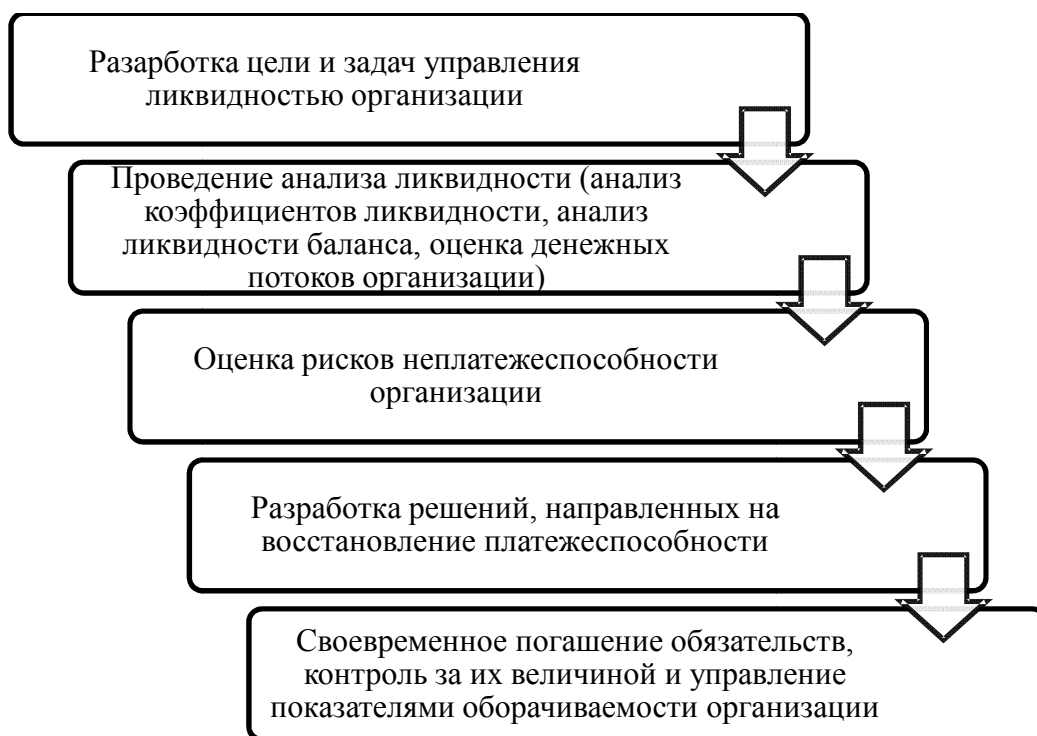 Разарботка цели и задач управления
ликвидностью организации
Проведение анализа ликвидности (анализ
коэффициентов ликвидности, анализ
ликвидности баланса, оценка денежных
потоков организации)
Оценка рисков неплатежеспособности
организации
Разработка решений, направленных на
восстановление платежеспособности
Своевременное погашение обязательств,
контроль за их величиной и управление
показателями оборачиваемости организации